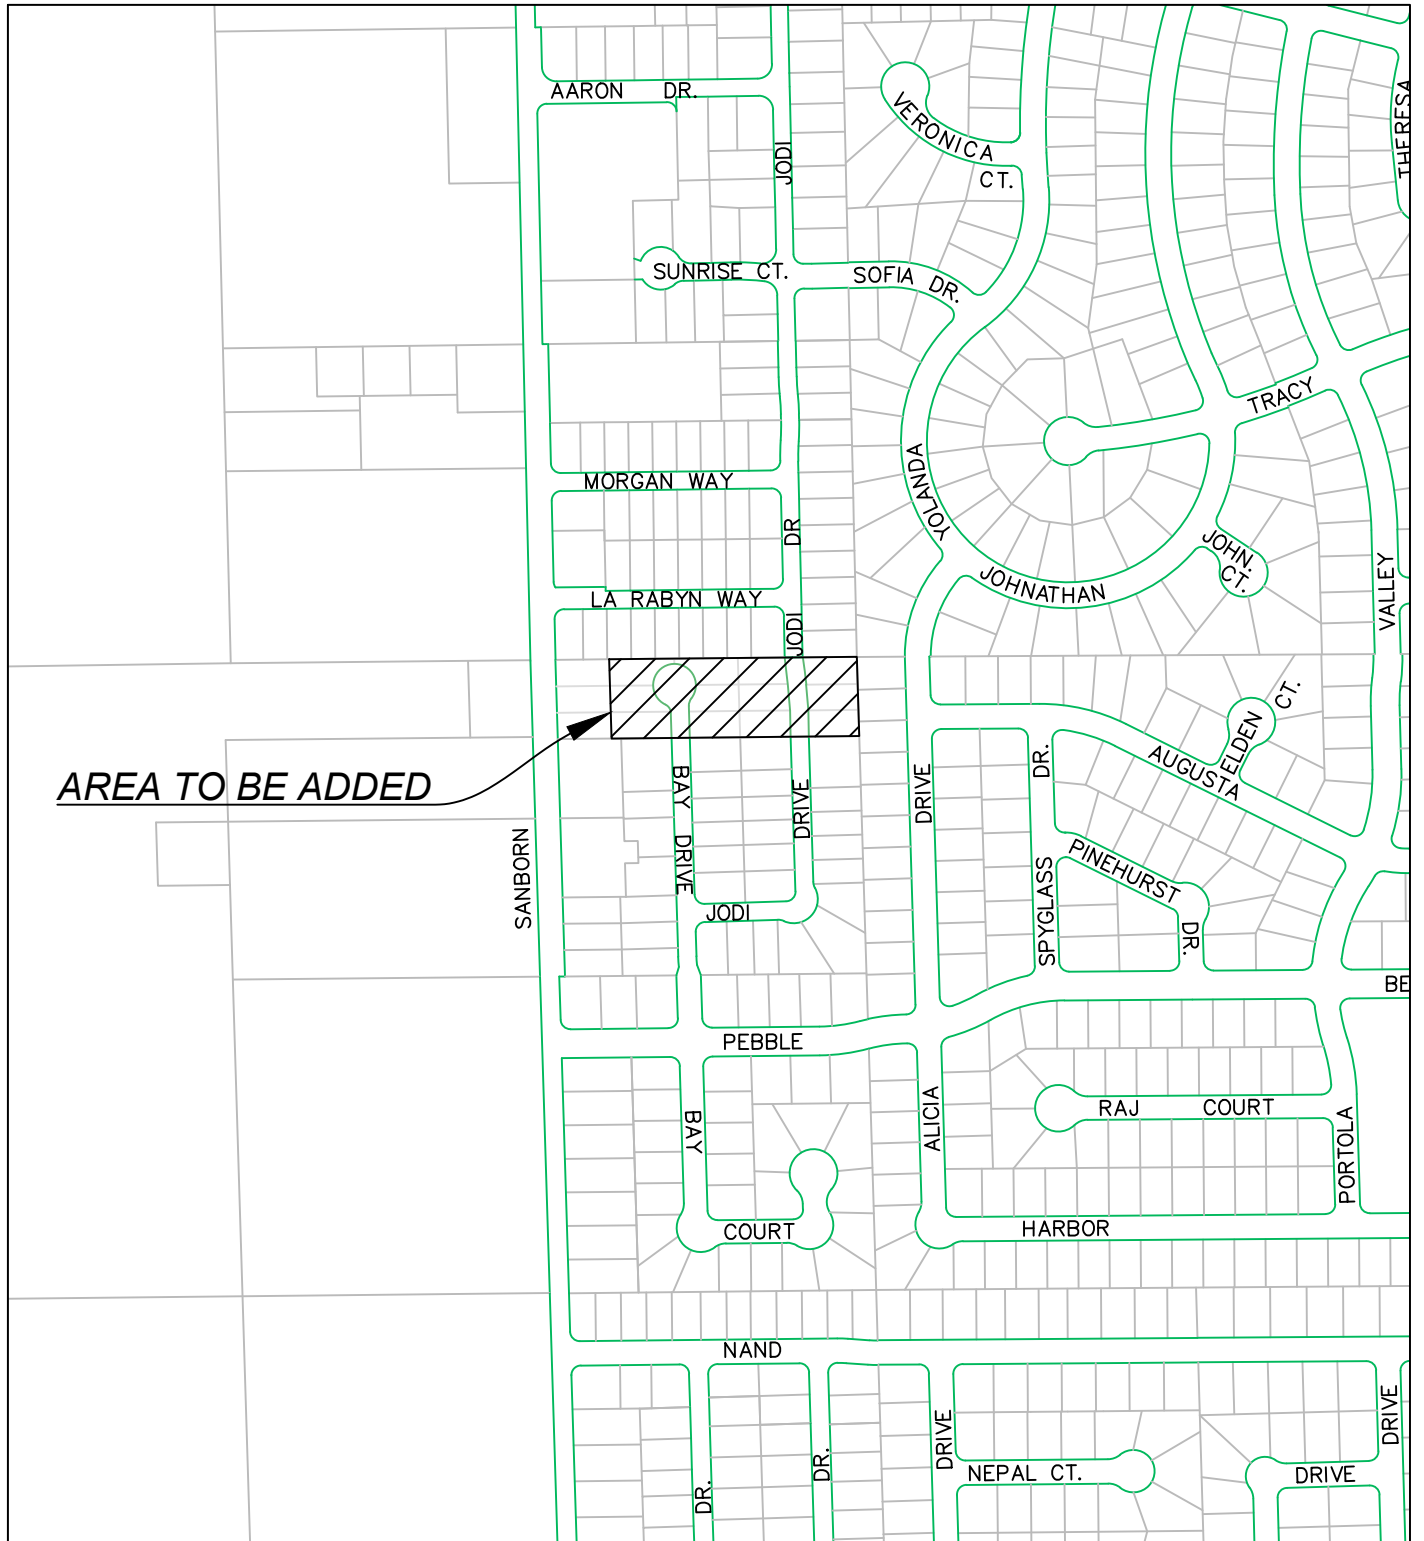 AARON DR.
JODI
VERONICA
CT.
THERESA
SUNRISE CT.
SOFIA DR.
TRACY
YOLANDA
MORGAN WAY
DR
JOHN.
CT.
JOHNATHAN
VALLEY
LA RABYN WAY
JODI
AREA TO BE ADDED
ELDEN CT.
DR.
AUGUSTA
BAY DRIVE
DRIVE
DRIVE
SANBORN
SPYGLASS
PINEHURST
DR.
JODI
BE
PEBBLE
BAY
ALICIA
RAJ COURT
PORTOLA
COURT
HARBOR
NAND
DR.
DR.
DRIVE
NEPAL CT.
DRIVE
DRIVE